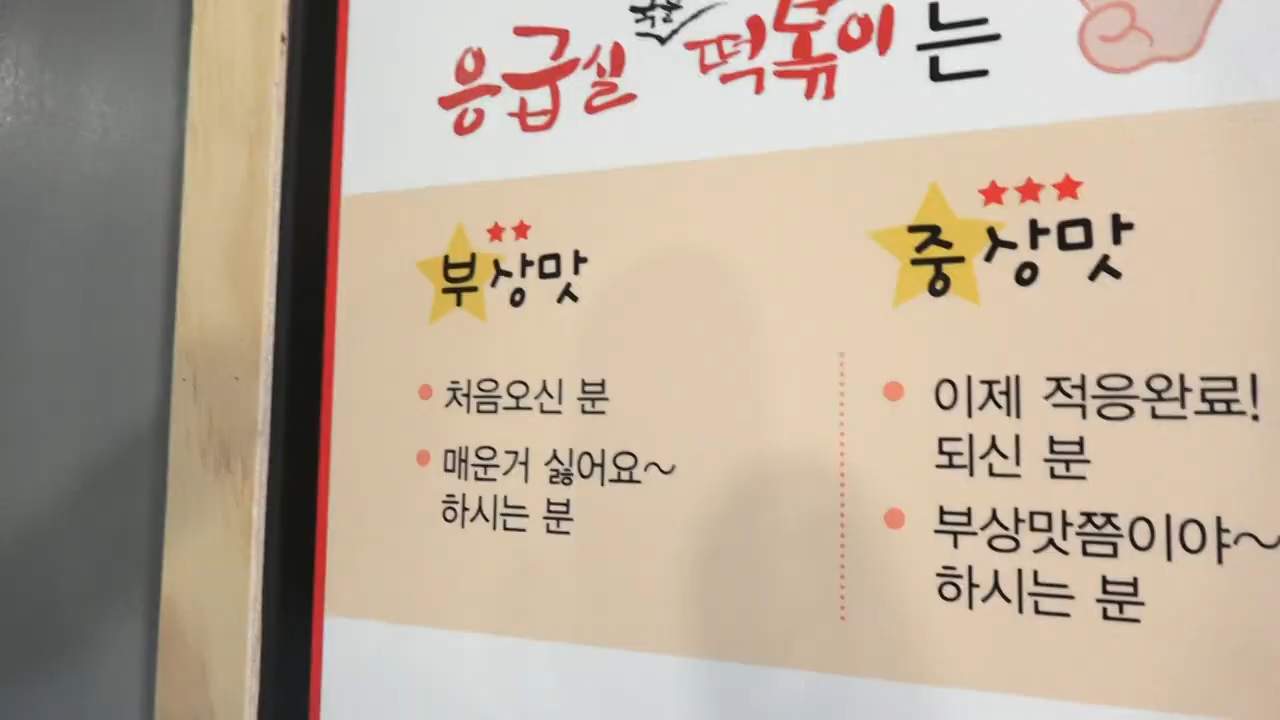 응급실 국물 떡볶이는
부상맛
처음오신 분
매운거 싫어요~
하시는 분
중상맛
이제 적응완료!
되신 분
부상맛쯤이야~
하시는 분